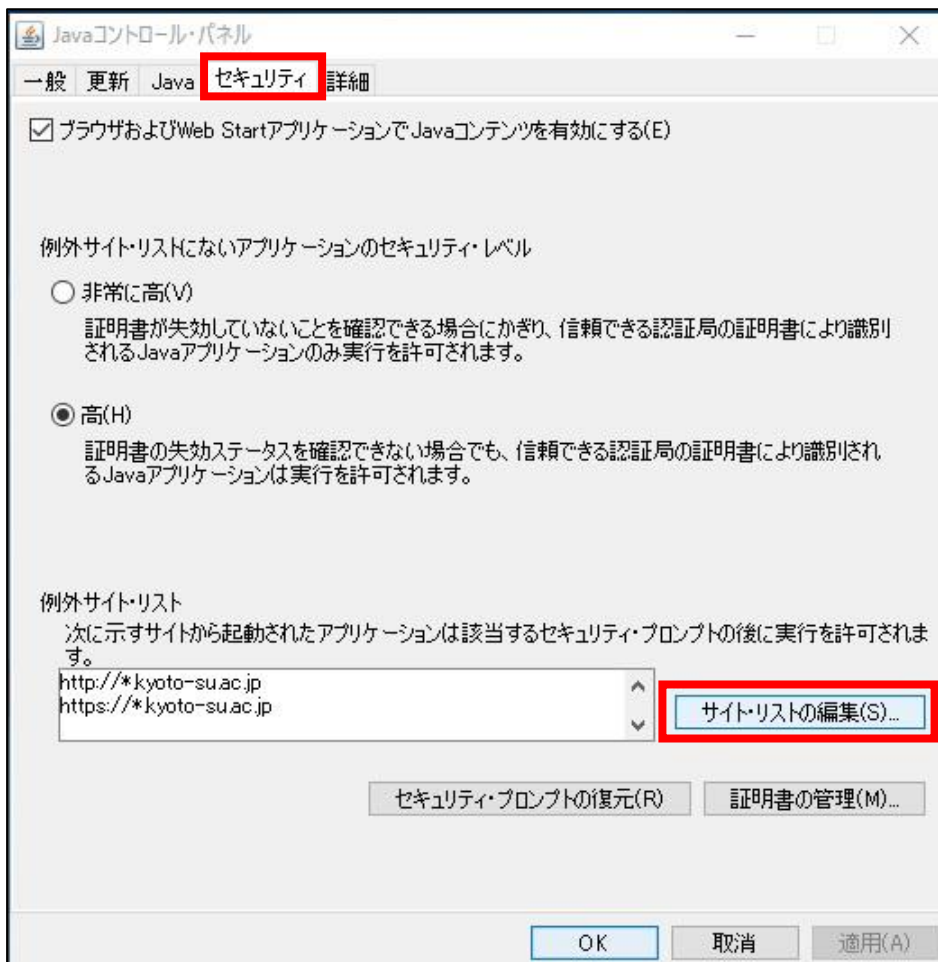 Javaコントロール・パネル
一般 更新 Java セキュリティ 詳細
ブラウザおよびWeb StartアプリケーションでJavaコンテンツを有効にする(E)
例外サイト・リストにないアプリケーションのセキュリティ・レベル
非常に高(V)
証明書が失効していないことを確認できる場合にかぎり、信頼できる認証局の証明書により識別
されるJavaアプリケーションのみ実行を許可されます。
高(H)
証明書の失効ステータスを確認できない場合でも、信頼できる認証局の証明書により識別され
るJavaアプリケーションは実行を許可されます。
例外サイト・リスト
次に示すサイトから起動されたアプリケーションは該当するセキュリティ・プロンプトの後に実行を許可されま
す。
http://*.kyoto-su.ac.jp
https://*.kyoto-su.ac.jp
サイト・リストの編集(S)...
セキュリティ・プロンプトの復元(R) 証明書の管理(M)...
OK 取消 適用(A)